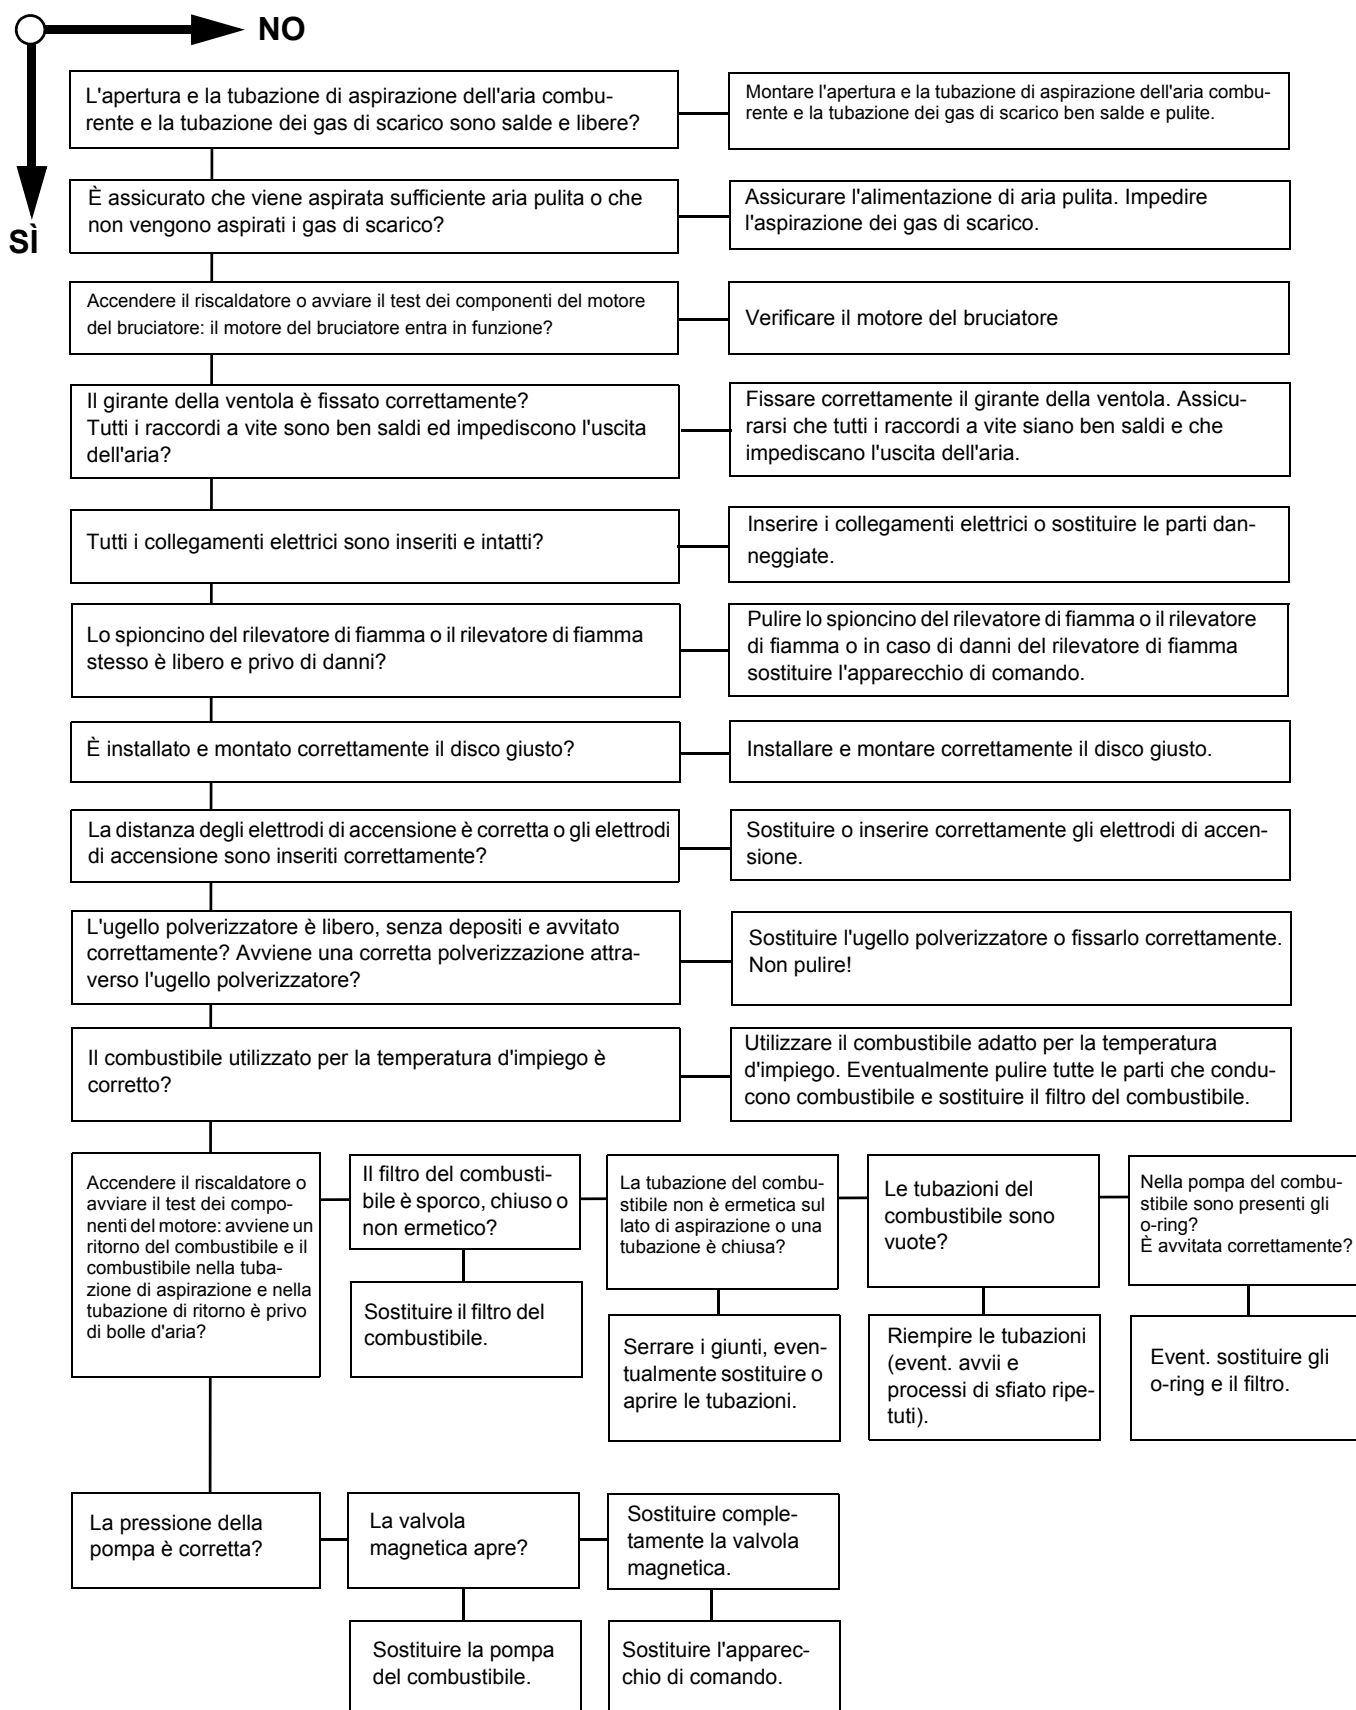 NO
SÌ
L'apertura e la tubazione di aspirazione dell'aria combu-
rente e la tubazione dei gas di scarico sono salde e libere?
Montare l'apertura e la tubazione di aspirazione dell'aria combu-
rente e la tubazione dei gas di scarico ben salde e pulite.
È assicurato che viene aspirata sufficiente aria pulita o che
non vengono aspirati i gas di scarico?
Assicurare l'alimentazione di aria pulita. Impedire
l'aspirazione dei gas di scarico.
Accendere il riscaldatore o avviare il test dei componenti del motore
del bruciatore: il motore del bruciatore entra in funzione?
Verificare il motore del bruciatore
Il girante della ventola è fissato correttamente?
Tutti i raccordi a vite sono ben saldi ed impediscono l'uscita
dell'aria?
Fissare correttamente il girante della ventola. Assicu-
rarsi che tutti i raccordi a vite siano ben saldi e che
impediscano l'uscita dell'aria.
Tutti i collegamenti elettrici sono inseriti e intatti?
Inserire i collegamenti elettrici o sostituire le parti dan-
neggiate.
Lo spioncino del rilevatore di fiamma o il rilevatore di fiamma
stesso è libero e privo di danni?
Pulire lo spioncino del rilevatore di fiamma o il rilevatore
di fiamma o in caso di danni del rilevatore di fiamma
sostituire l'apparecchio di comando.
È installato e montato correttamente il disco giusto?
Installare e montare correttamente il disco giusto.
La distanza degli elettrodi di accensione è corretta o gli elettrodi
di accensione sono inseriti correttamente?
Sostituire o inserire correttamente gli elettrodi di accen-
sione.
L'ugello polverizzatore è libero, senza depositi e avvitato
correttamente? Avviene una corretta polverizzazione attra-
verso l'ugello polverizzatore?
Sostituire l'ugello polverizzatore o fissarlo correttamente.
Non pulire!
Il combustibile utilizzato per la temperatura d'impiego è
corretto?
Utilizzare il combustibile adatto per la temperatura
d'impiego. Eventualmente pulire tutte le parti che condu-
cono combustibile e sostituire il filtro del combustibile.
Accendere il riscaldatore o
avviare il test dei compo-
nenti del motore: avviene un
ritorno del combustibile e il
combustibile nella tuba-
zione di aspirazione e nella
tubazione di ritorno è privo
di bolle d'aria?
Il filtro del combusti-
bile è sporco, chiuso o
non ermetico?
Sostituire il filtro del
combustibile.
La tubazione del combu-
stibile non è ermetica sul
lato di aspirazione o una
tubazione è chiusa?
Serrare i giunti, even-
tualmente sostituire o
aprire le tubazioni.
Le tubazioni del
combustibile sono
vuote?
Riempire le tubazioni
(event. avvii e
processi di sfiato ripe-
tuti).
Nella pompa del combu-
stibile sono presenti gli
o-ring?
È avvitata correttamente?
Event. sostituire gli
o-ring e il filtro.
La pressione della
pompa è corretta?
La valvola
magnetica apre?
Sostituire comple-
tamente la valvola
magnetica.
Sostituire la pompa
del combustibile.
Sostituire l'apparec-
chio di comando.